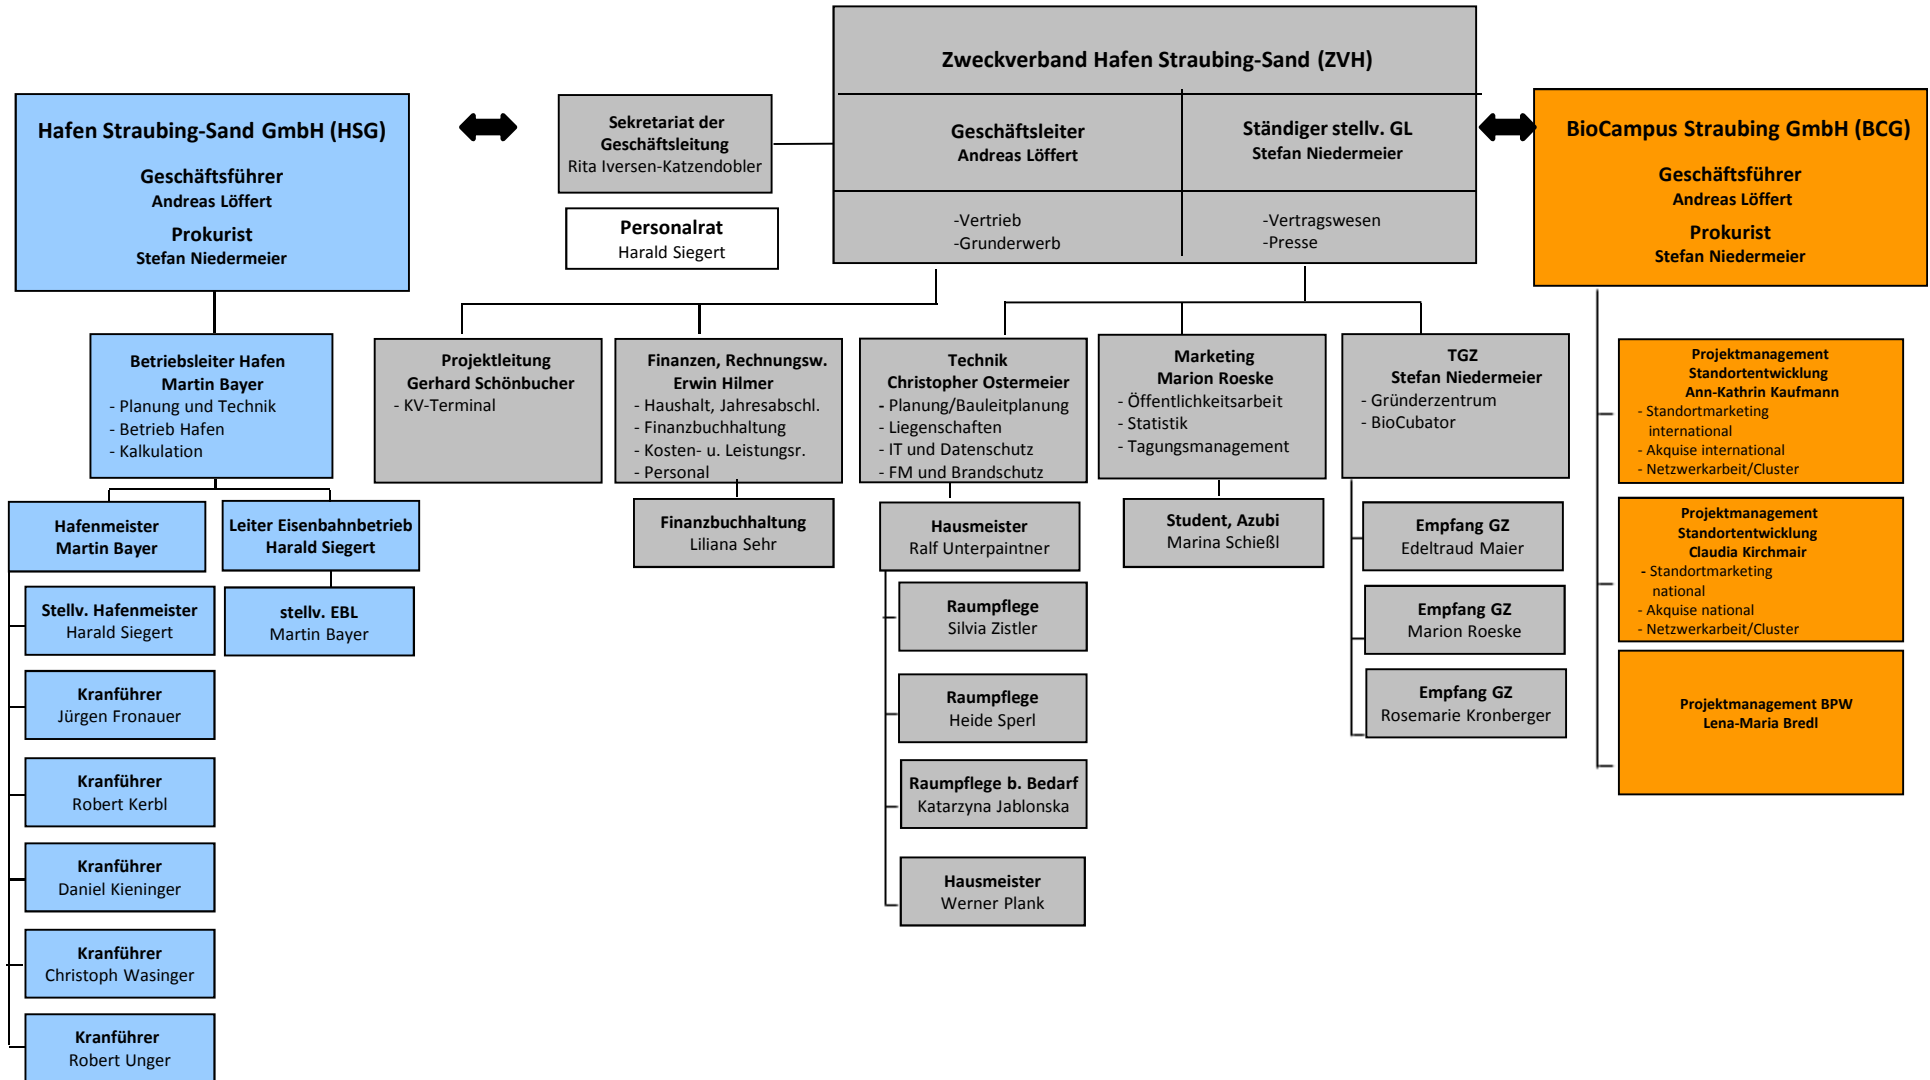 Zweckverband Hafen Straubing-Sand (ZVH)
Geschäftsleiter
Andreas Löffert
Ständiger stellv. GL
Stefan Niedermeier
-Vertrieb
-Grunderwerb
-Vertragswesen
-Presse
Hafen Straubing-Sand GmbH (HSG)
Geschäftsführer
Andreas Löffert
Prokurist
Stefan Niedermeier
Sekretariat der
Geschäftsleitung
Rita Iversen-Katzendobler
Personalrat
Harald Siegert
BioCampus Straubing GmbH (BCG)
Geschäftsführer
Andreas Löffert
Prokurist
Stefan Niedermeier
Betriebsleiter Hafen
Martin Bayer
- Planung und Technik
- Betrieb Hafen
- Kalkulation
Projektleitung
Gerhard Schönbucher
- KV-Terminal
Finanzen, Rechnungsw.
Erwin Hilmer
- Haushalt, Jahresabschl.
- Finanzbuchhaltung
- Kosten- u. Leistungsr.
- Personal
Technik
Christopher Ostermeier
- Planung/Bauleitplanung
- Liegenschaften
- IT und Datenschutz
- FM und Brandschutz
Marketing
Marion Roeske
- Öffentlichkeitsarbeit
- Statistik
- Tagungsmanagement
TGZ
Stefan Niedermeier
- Gründerzentrum
- BioCubator
Projektmanagement
Standortentwicklung
Ann-Kathrin Kaufmann
- Standortmarketing
international
- Akquise international
- Netzwerkarbeit/Cluster
Hafenmeister
Martin Bayer
Leiter Eisenbahnbetrieb
Harald Siegert
Finanzbuchhaltung
Liliana Sehr
Hausmeister
Ralf Unterpaintner
Student, Azubi
Marina Schießl
Empfang GZ
Edeltraud Maier
Projektmanagement
Standortentwicklung
Claudia Kirchmair
- Standortmarketing
national
- Akquise national
- Netzwerkarbeit/Cluster
Stellv. Hafenmeister
Harald Siegert
stellv. EBL
Martin Bayer
Raumpflege
Silvia Zistler
Empfang GZ
Marion Roeske
Kranführer
Jürgen Fronauer
Raumpflege
Heide Sperl
Empfang GZ
Rosemarie Kronberger
Projektmanagement BPW
Lena-Maria Bredl
Kranführer
Robert Kerbl
Raumpflege b. Bedarf
Katarzyna Jablonska
Kranführer
Daniel Kieninger
Hausmeister
Werner Plank
Kranführer
Christoph Wasinger
Kranführer
Robert Unger